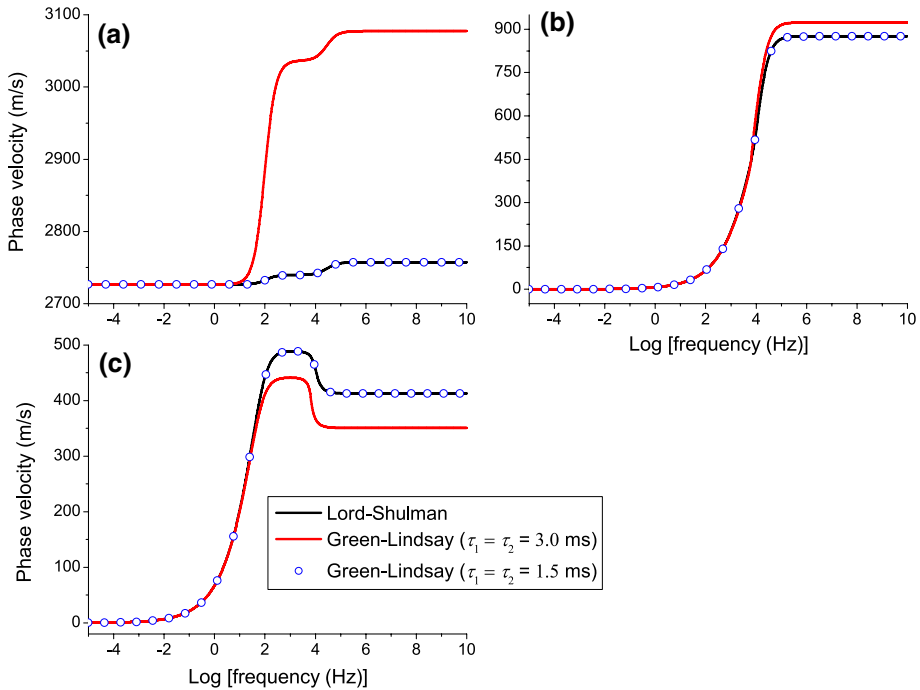 (a)
Phase velocity (m/s)
3100
3000
2900
2800
2700
-4 -2 0 2 4 6 8 10
(b)
900
750
600
450
300
150
0
-4 -2 0 2 4 6 8 10
Log [frequency (Hz)]
(c)
Phase velocity (m/s)
500
400
300
200
100
0
-4 -2 0 2 4 6 8 10
Log [frequency (Hz)]
Lord-Shulman
Green-Lindsay (τ₁ = τ₂ = 3.0 ms)
Green-Lindsay (τ₁ = τ₂ = 1.5 ms)